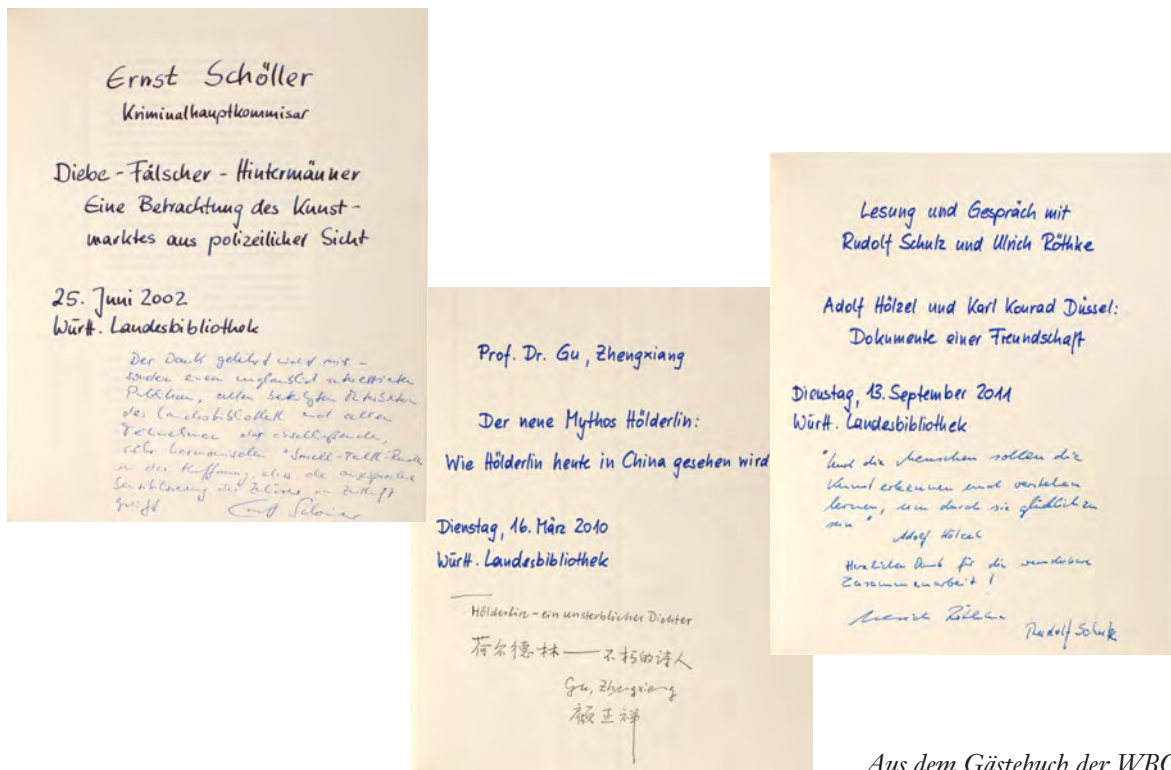 Ernst Schöller
Kriminalhauptkommisar
Diebe - Fälscher - Hintermänner
Eine Betrachtung des Kunst-
marktes aus polizeilicher Sicht
25. Juni 2002
Württ. Landesbibliothek
Der Dank gebührt nicht mir –
sondern einem unglaublich interessierten
Publikum, allen beteiligten
der Landesbibliothek und allen
Teilnehmern der anschließenden,
sehr harmonischen "Small-Talk-Runde
in der Hoffnung, dass die angesprochene
Sensibilisierung der Zuhörer in Zukunft
greift
Prof. Dr. Gu, Zhengxiang
Der neue Mythos Hölderlin:
Wie Hölderlin heute in China gesehen wird
Dienstag, 16. März 2010
Württ. Landesbibliothek
Hölderlin - ein unsterblicher Dichter
荷尔德林——不朽的诗人
Gu, Zhengxiang
顾正祥
Lesung und Gespräch mit
Rudolf Schulz und Ulrich Röthke
Adolf Hölzel und Karl Konrad Düssel:
Dokumente einer Freundschaft
Dienstag, 13. September 2011
Württ. Landesbibliothek
"Und die Menschen sollen die
Kunst erkennen und verstehen
lernen, um durch sie glücklich zu
sein"
Adolf Hölzel
Herzlichen Dank für die wunderbare
Zusammenarbeit!
Ulrich Röthke
Rudolf Schulz
Aus dem Gästebuch der WBG